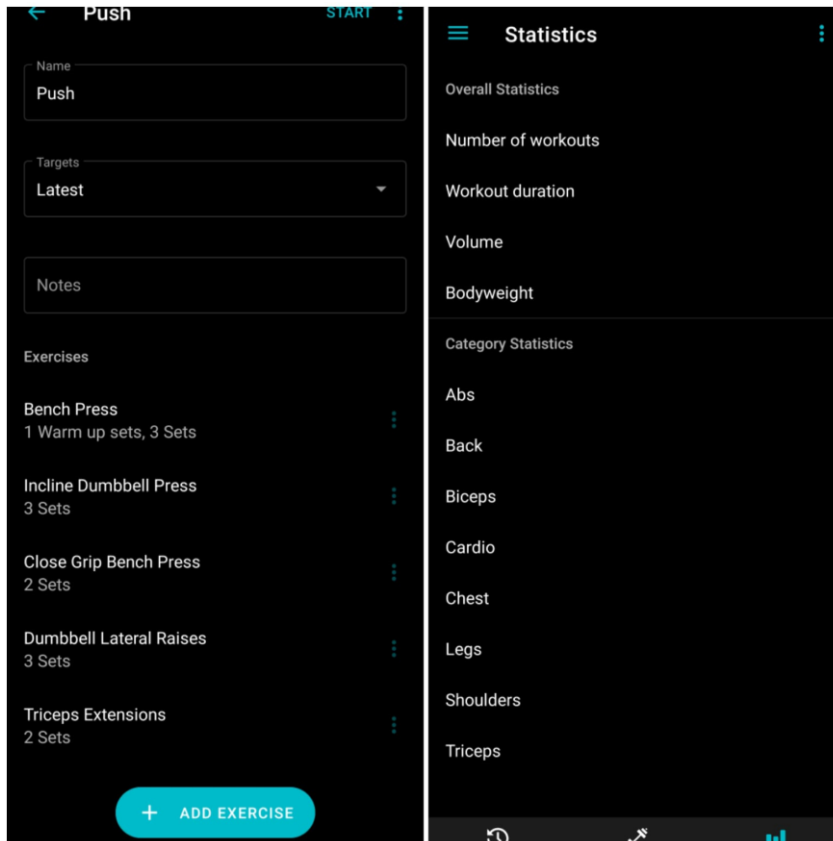 Push
START
Name
Push
Targets
Latest
Notes
Exercises
Bench Press
1 Warm up sets, 3 Sets
Incline Dumbbell Press
3 Sets
Close Grip Bench Press
2 Sets
Dumbbell Lateral Raises
3 Sets
Triceps Extensions
2 Sets
+ ADD EXERCISE
Statistics
Overall Statistics
Number of workouts
Workout duration
Volume
Bodyweight
Category Statistics
Abs
Back
Biceps
Cardio
Chest
Legs
Shoulders
Triceps